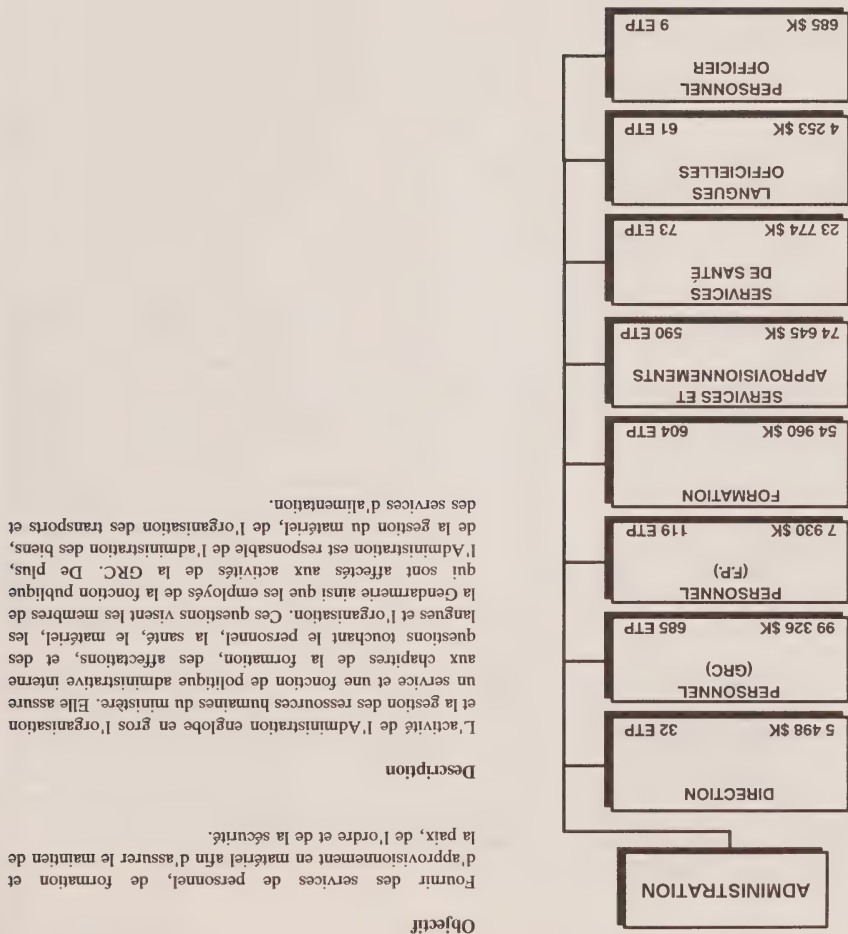 Objectif
Fournir des services de personnel, de formation et
d'approvisionnement en matériel afin d'assurer le maintien de
la paix, de l'ordre et de la sécurité.
Description
L'activité de l'Administration englobe en gros l'organisation
et la gestion des ressources humaines du ministère. Elle assure
un service et une fonction de politique administrative interne
aux chapitres de la formation, des affectations, et des
questions touchant le personnel, la santé, le matériel, les
langues et l'organisation. Ces questions visent les membres de
la Gendarmerie ainsi que les employés de la fonction publique
qui sont affectés aux activités de la GRC. De plus,
l'Administration est responsable de l'administration des biens,
de la gestion du matériel, de l'organisation des transports et
des services d'alimentation.
ADMINISTRATION
DIRECTION
5 498 $K 32 ETP
PERSONNEL
(GRC)
99 326 $K 685 ETP
PERSONNEL
(F.P.)
7 930 $K 119 ETP
FORMATION
54 960 $K 604 ETP
SERVICES ET
APPROVISIONNEMENTS
74 645 $K 590 ETP
SERVICES
DE SANTÉ
23 774 $K 73 ETP
LANGUES
OFFICIELLES
4 253 $K 61 ETP
PERSONNEL
OFFICIER
685 $K 9 ETP